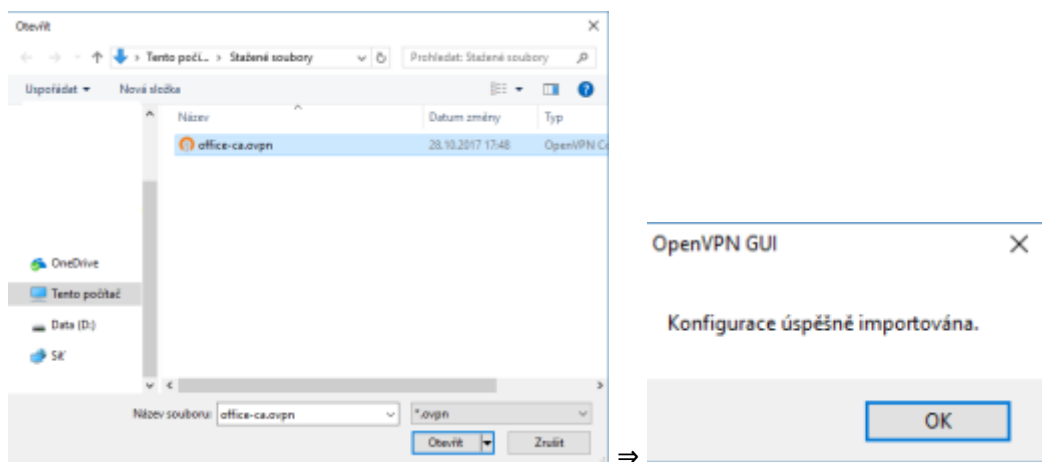 Otevřít
Tento počí... › Stažené soubory
Prohledat: Stažené soubory
Uspořádat
Nová složka
Název
Datum změny
Typ
office-ca.ovpn
28.10.2017 17:48
OpenVPN Co
OneDrive
Tento počítač
Data (D:)
Síť
Název souboru: office-ca.ovpn
*.ovpn
Otevřít
Zrušit
⇒
OpenVPN GUI
Konfigurace úspěšně importována.
OK